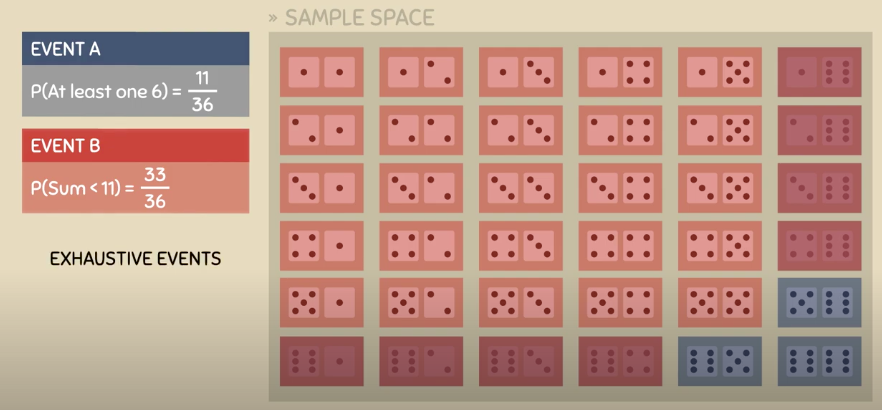 » SAMPLE SPACE
EVENT A
P(At least one 6) = 11/36
EVENT B
P(Sum < 11) = 33/36
EXHAUSTIVE EVENTS